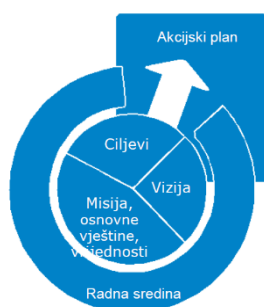 Akcijski plan
Ciljevi
Vizija
Misija,
osnovne
vještine,
vrijednosti
Radna sredina